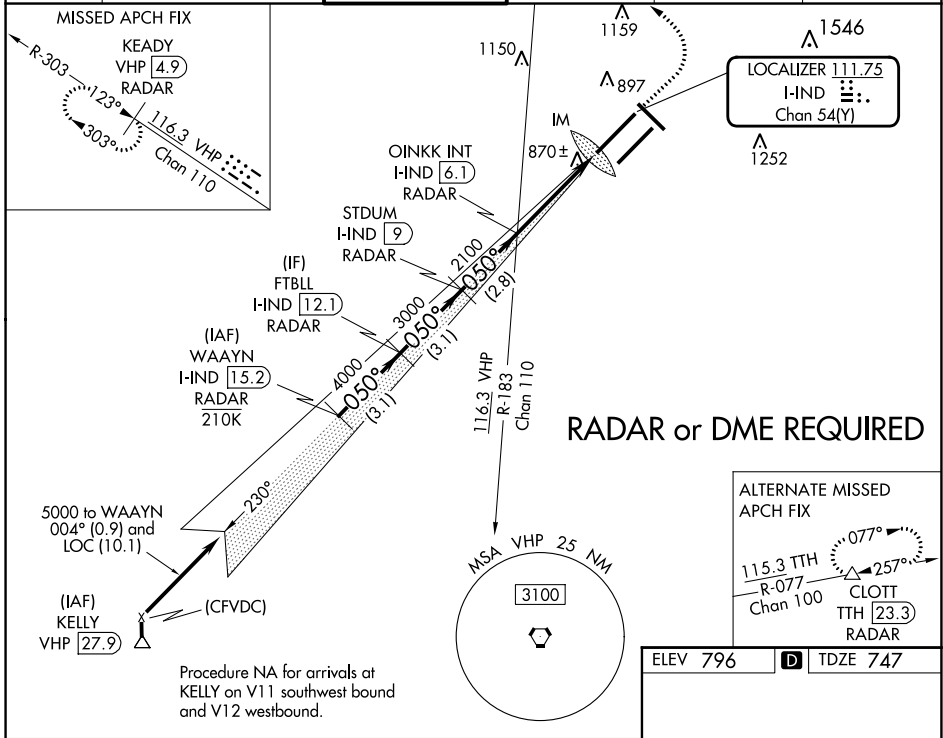 MISSED APCH FIX
KEADY
VHP 4.9
RADAR
R-303
123°
303°
116.3 VHP
Chan 110
1150
1159
1546
897
LOCALIZER 111.75
I-IND
Chan 54(Y)
1252
IM
870±
OINKK INT
I-IND 6.1
RADAR
STDUM
I-IND 9
RADAR
(IF)
FTBLL
I-IND 12.1
RADAR
(IAF)
WAAYN
I-IND 15.2
RADAR
210K
2100
050°
(2.8)
3000
050°
(3.1)
4000
050°
(3.1)
230°
116.3 VHP
R-183
Chan 110
RADAR or DME REQUIRED
5000 to WAAYN
004° (0.9) and
LOC (10.1)
(IAF)
KELLY
VHP 27.9
(CFVDC)
Procedure NA for arrivals at
KELLY on V11 southwest bound
and V12 westbound.
MSA VHP 25 NM
3100
ALTERNATE MISSED
APCH FIX
077°
257°
115.3 TTH
R-077
Chan 100
CLOTT
TTH 23.3
RADAR
ELEV 796 D TDZE 747